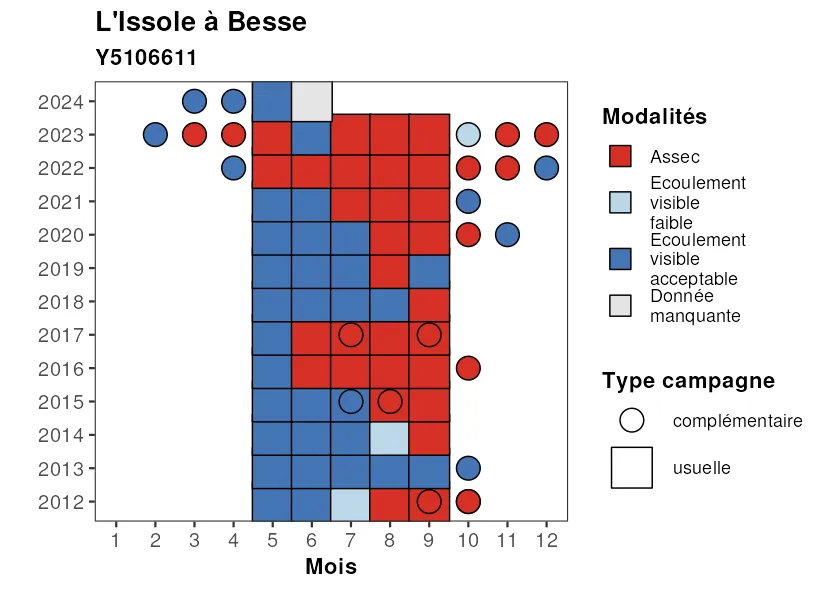 L'Issole à Besse
Y5106611
2024
2023
2022
2021
2020
2019
2018
2017
2016
2015
2014
2013
2012
1 2 3 4 5 6 7 8 9 10 11 12
Mois
Modalités
Assec
Ecoulement
visible
faible
Ecoulement
visible
acceptable
Donnée
manquante
Type campagne
complémentaire
usuelle